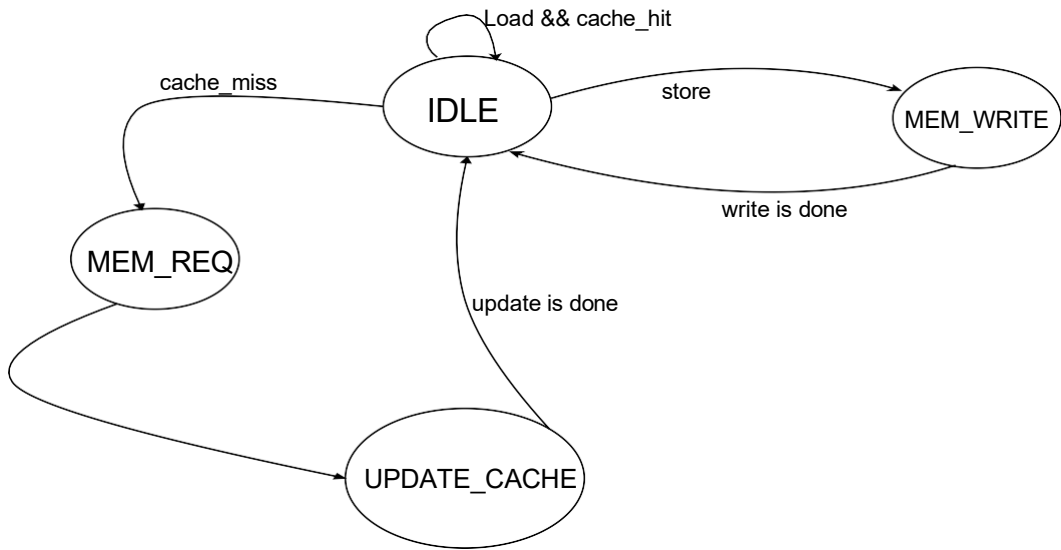 Load && cache_hit
cache_miss
IDLE
store
MEM_WRITE
write is done
MEM_REQ
update is done
UPDATE_CACHE